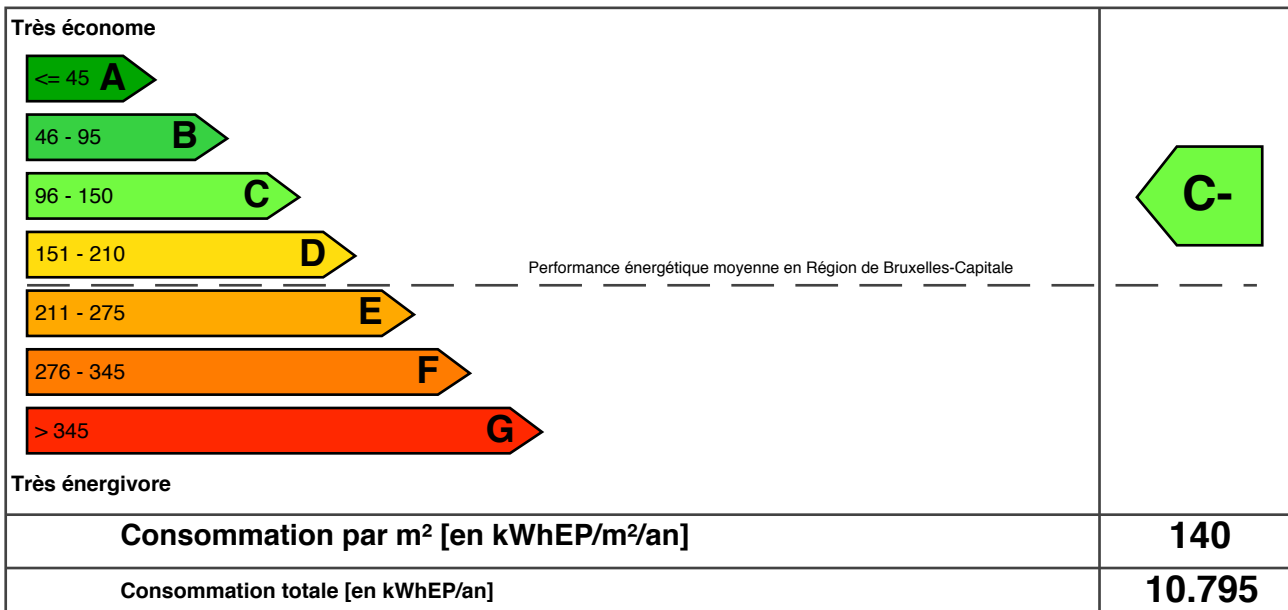 Très économe
<= 45 A
46 - 95 B
96 - 150 C
C-
151 - 210 D
Performance énergétique moyenne en Région de Bruxelles-Capitale
211 - 275 E
276 - 345 F
> 345 G
Très énergivore
Consommation par m² [en kWhEP/m²/an] 140
Consommation totale [en kWhEP/an] 10.795